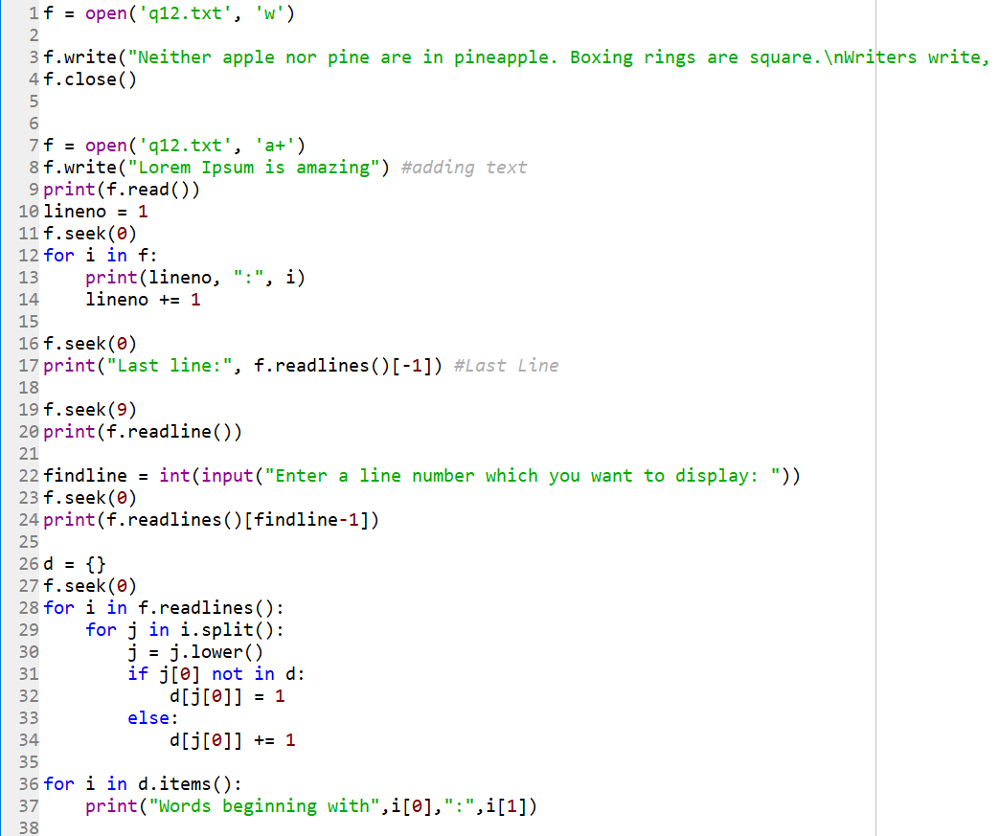 1 f = open('q12.txt', 'w')
2
3 f.write("Neither apple nor pine are in pineapple. Boxing rings are square.\nWriters write,
4 f.close()
5
6
7 f = open('q12.txt', 'a+')
8 f.write("Lorem Ipsum is amazing") #adding text
9 print(f.read())
10 lineno = 1
11 f.seek(0)
12 for i in f:
13     print(lineno, ":", i)
14     lineno += 1
15
16 f.seek(0)
17 print("Last line:", f.readlines()[-1]) #Last Line
18
19 f.seek(9)
20 print(f.readline())
21
22 findline = int(input("Enter a line number which you want to display: "))
23 f.seek(0)
24 print(f.readlines()[findline-1])
25
26 d = {}
27 f.seek(0)
28 for i in f.readlines():
29     for j in i.split():
30         j = j.lower()
31         if j[0] not in d:
32             d[j[0]] = 1
33         else:
34             d[j[0]] += 1
35
36 for i in d.items():
37     print("Words beginning with",i[0],":",i[1])
38